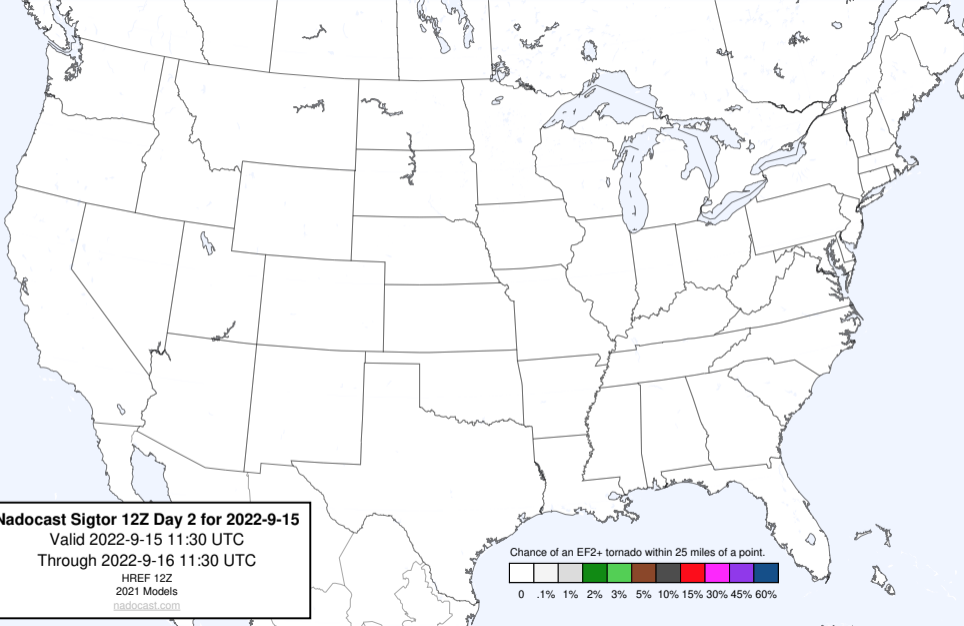 Nadocast Sigtor 12Z Day 2 for 2022-9-15
Valid 2022-9-15 11:30 UTC
Through 2022-9-16 11:30 UTC
HREF 12Z
2021 Models
nadocast.com
Chance of an EF2+ tornado within 25 miles of a point.
0 .1% 1% 2% 3% 5% 10% 15% 30% 45% 60%